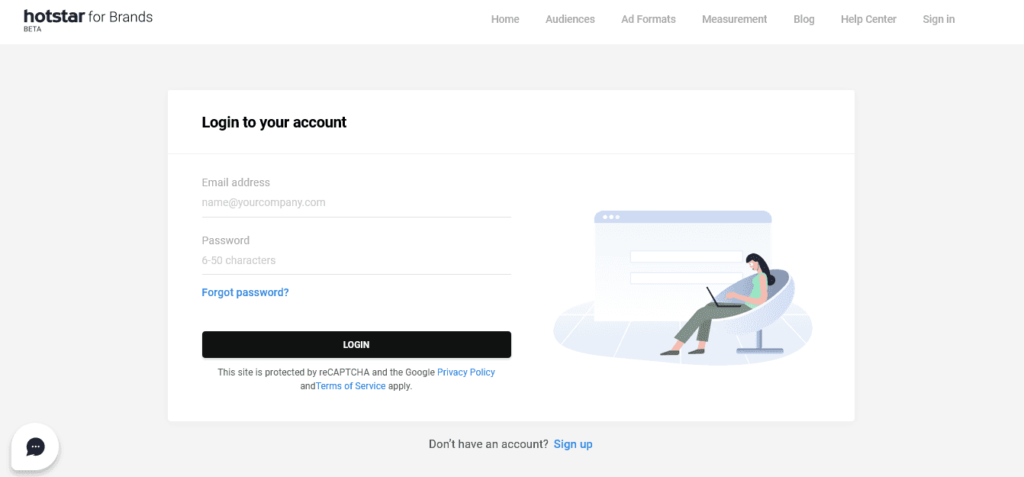 hotstar for Brands
BETA
Home Audiences Ad Formats Measurement Blog Help Center Sign in
Login to your account
Email address
name@yourcompany.com
Password
6-50 characters
Forgot password?
LOGIN
This site is protected by reCAPTCHA and the Google Privacy Policy
andTerms of Service apply.
Don't have an account? Sign up